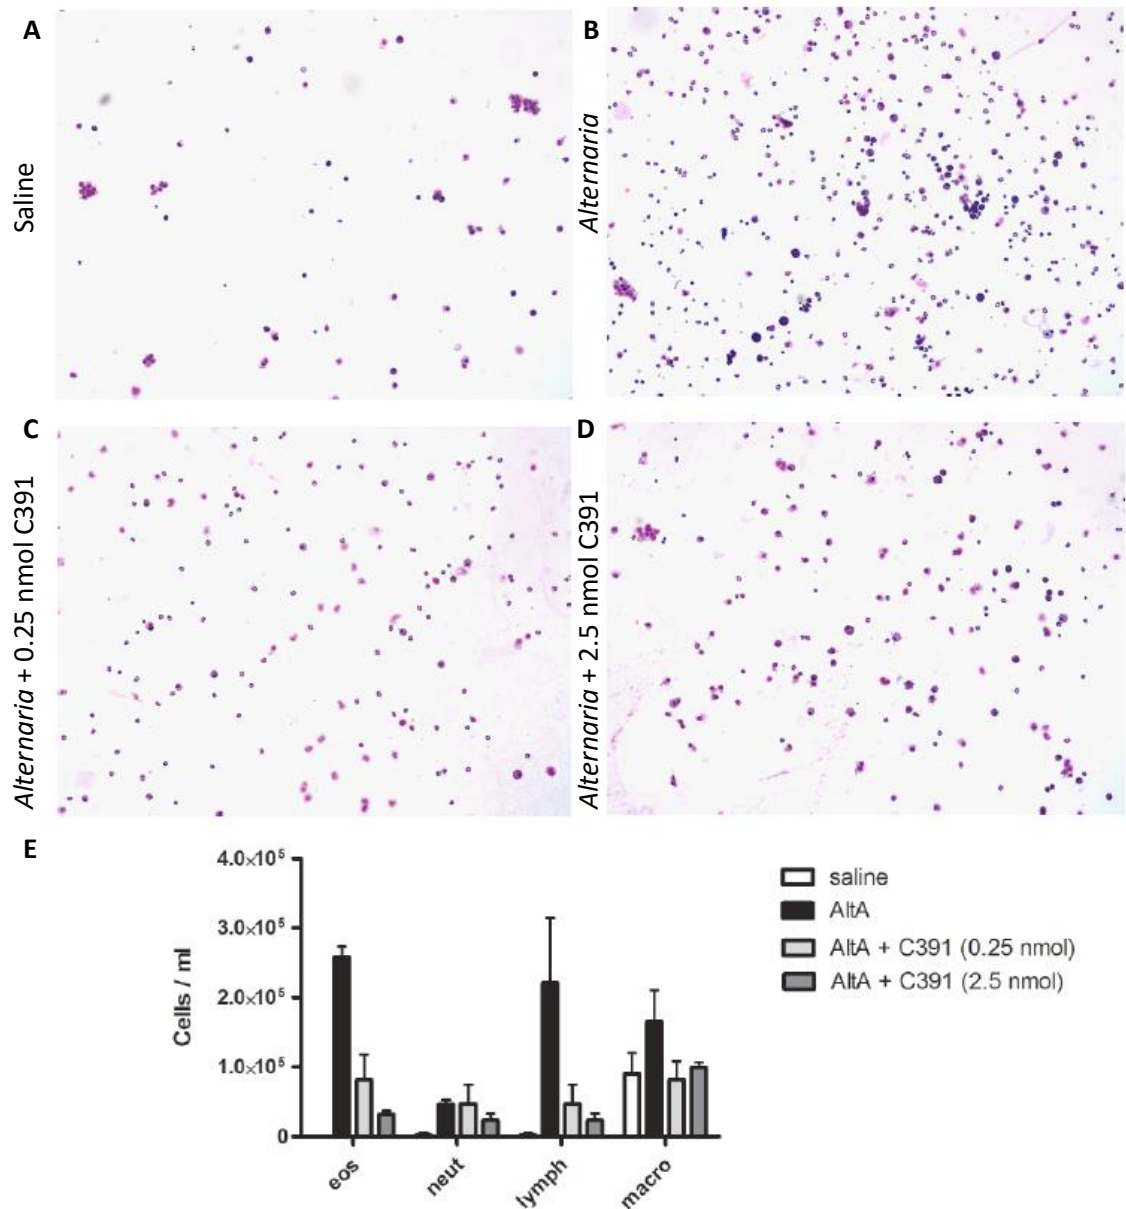 A
B
Saline
Alternaria
C
D
Alternaria + 0.25 nmol C391
Alternaria + 2.5 nmol C391
E
Cells / ml
4.0×10⁵
3.0×10⁵
2.0×10⁵
1.0×10⁵
0
eos
neut
lymph
macro
saline
AltA
AltA + C391 (0.25 nmol)
AltA + C391 (2.5 nmol)